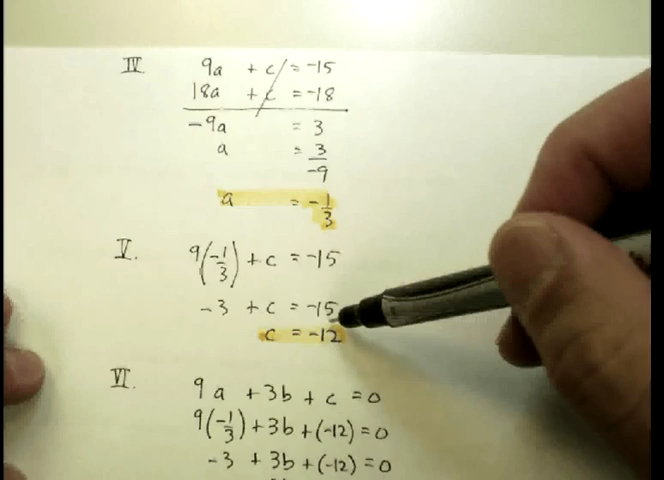 IV. 9a + c = -15
18a + c = -18
-9a = 3
a = 3/-9
a = -1/3
V. 9(-1/3) + c = -15
-3 + c = -15
c = -12
VI. 9a + 3b + c = 0
9(-1/3) + 3b + (-12) = 0
-3 + 3b + (-12) = 0